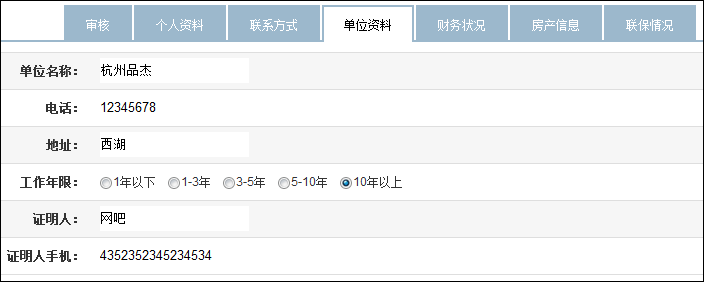 审核 个人资料 联系方式 单位资料 财务状况 房产信息 联保情况
单位名称： 杭州品杰
电话： 12345678
地址： 西湖
工作年限： 1年以下 1-3年 3-5年 5-10年 10年以上
证明人： 网吧
证明人手机： 4352352345234534